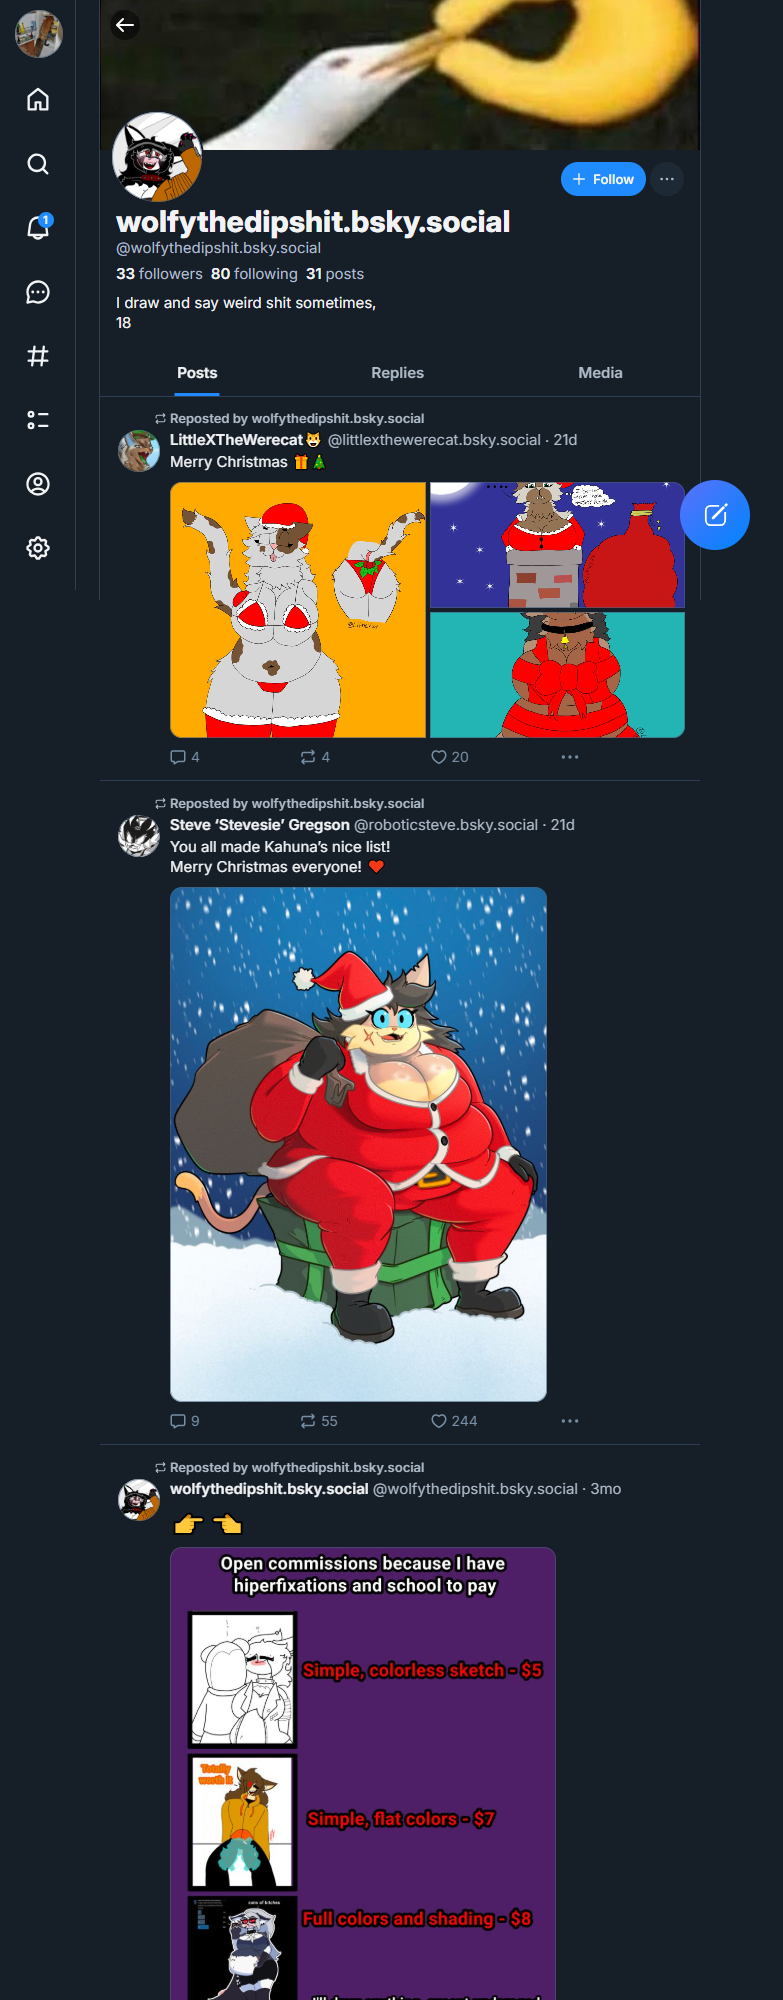 + Follow
wolfythedipshit.bsky.social
@wolfythedipshit.bsky.social
33 followers 80 following 31 posts
I draw and say weird shit sometimes,
18
1
Posts Replies Media
Reposted by wolfythedipshit.bsky.social
LittleXTheWerecat😺 @littlexthewerecat.bsky.social · 21d
Merry Christmas 🎁🎄
4 4 20
Reposted by wolfythedipshit.bsky.social
Steve ‘Stevesie’ Gregson @roboticsteve.bsky.social · 21d
You all made Kahuna’s nice list!
Merry Christmas everyone! ❤️
9 55 244
Reposted by wolfythedipshit.bsky.social
wolfythedipshit.bsky.social @wolfythedipshit.bsky.social · 3mo
👉 👈
Open commissions because I have
hiperfixations and school to pay
Simple, colorless sketch - $5
Totally
worth it
Simple, flat colors - $7
Full colors and shading - $8